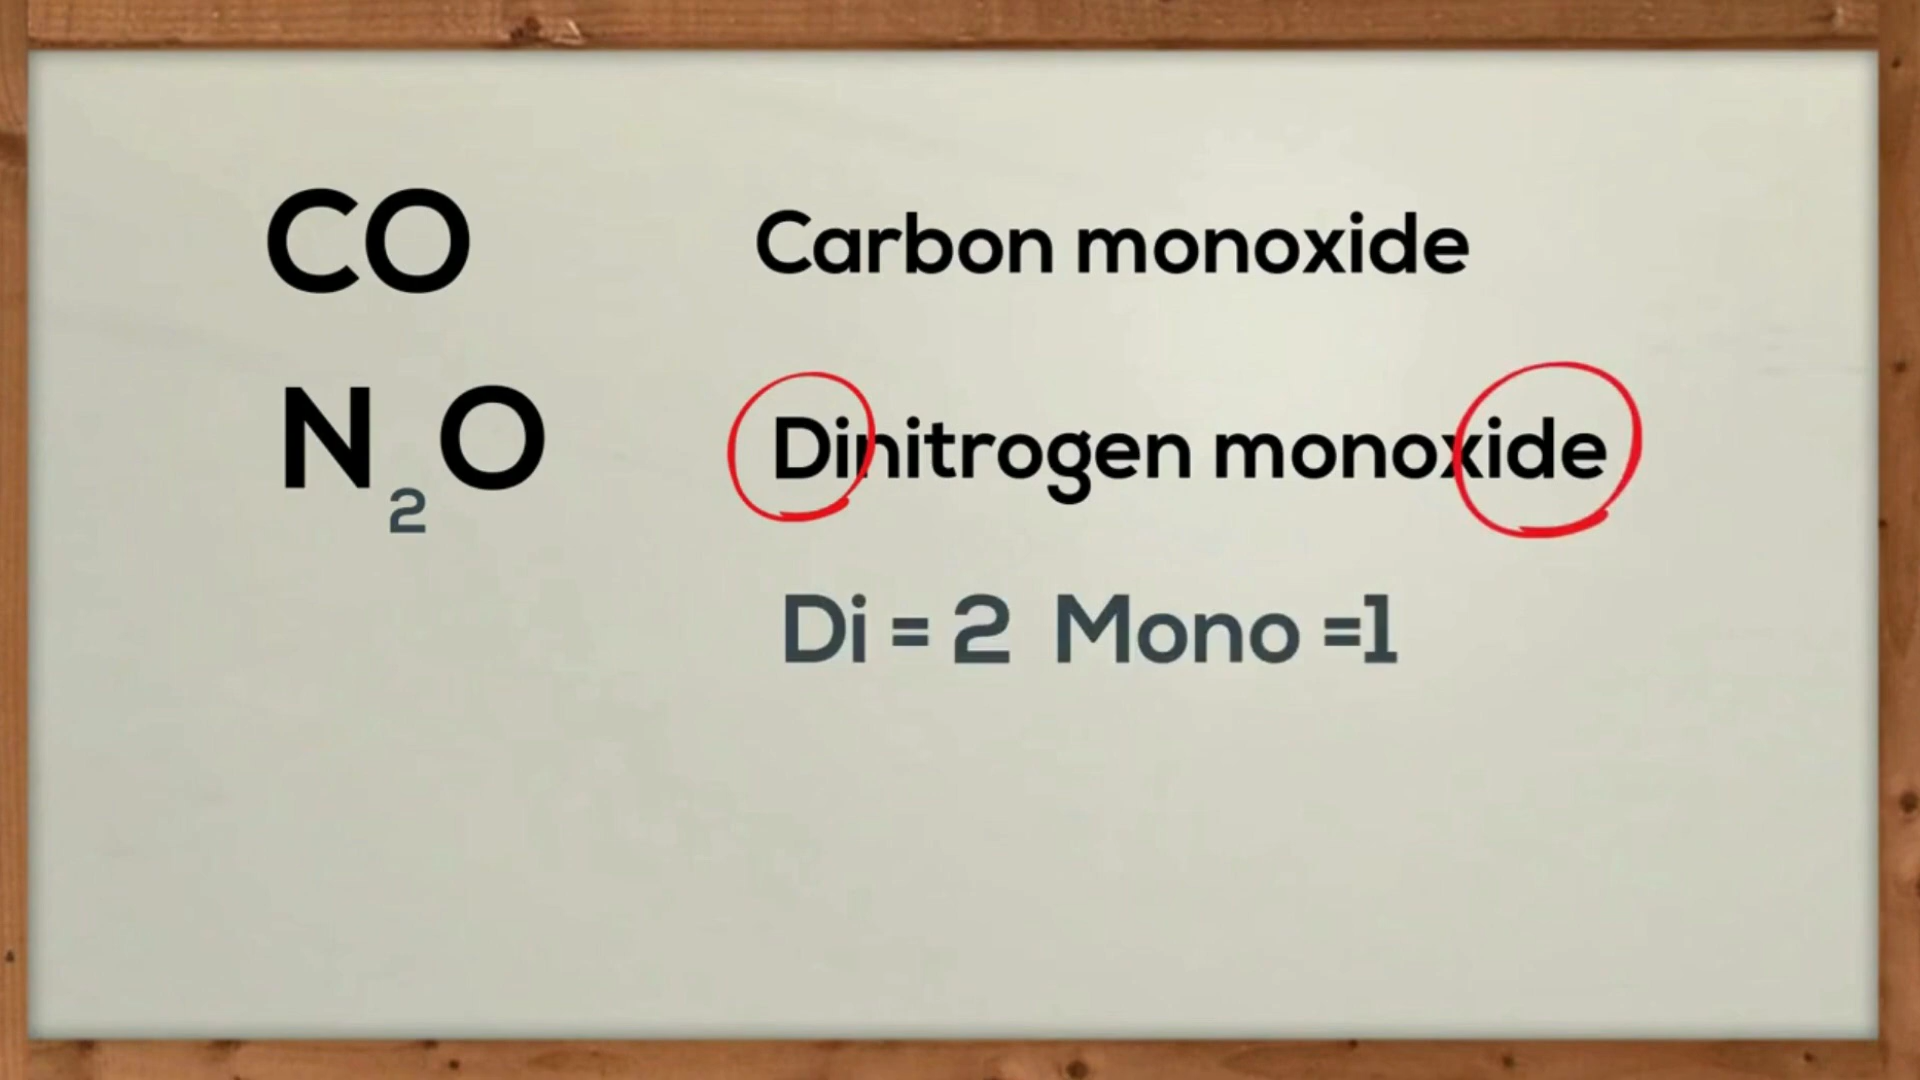 CO Carbon monoxide
N₂O Dinitrogen monoxide
Di = 2 Mono =1